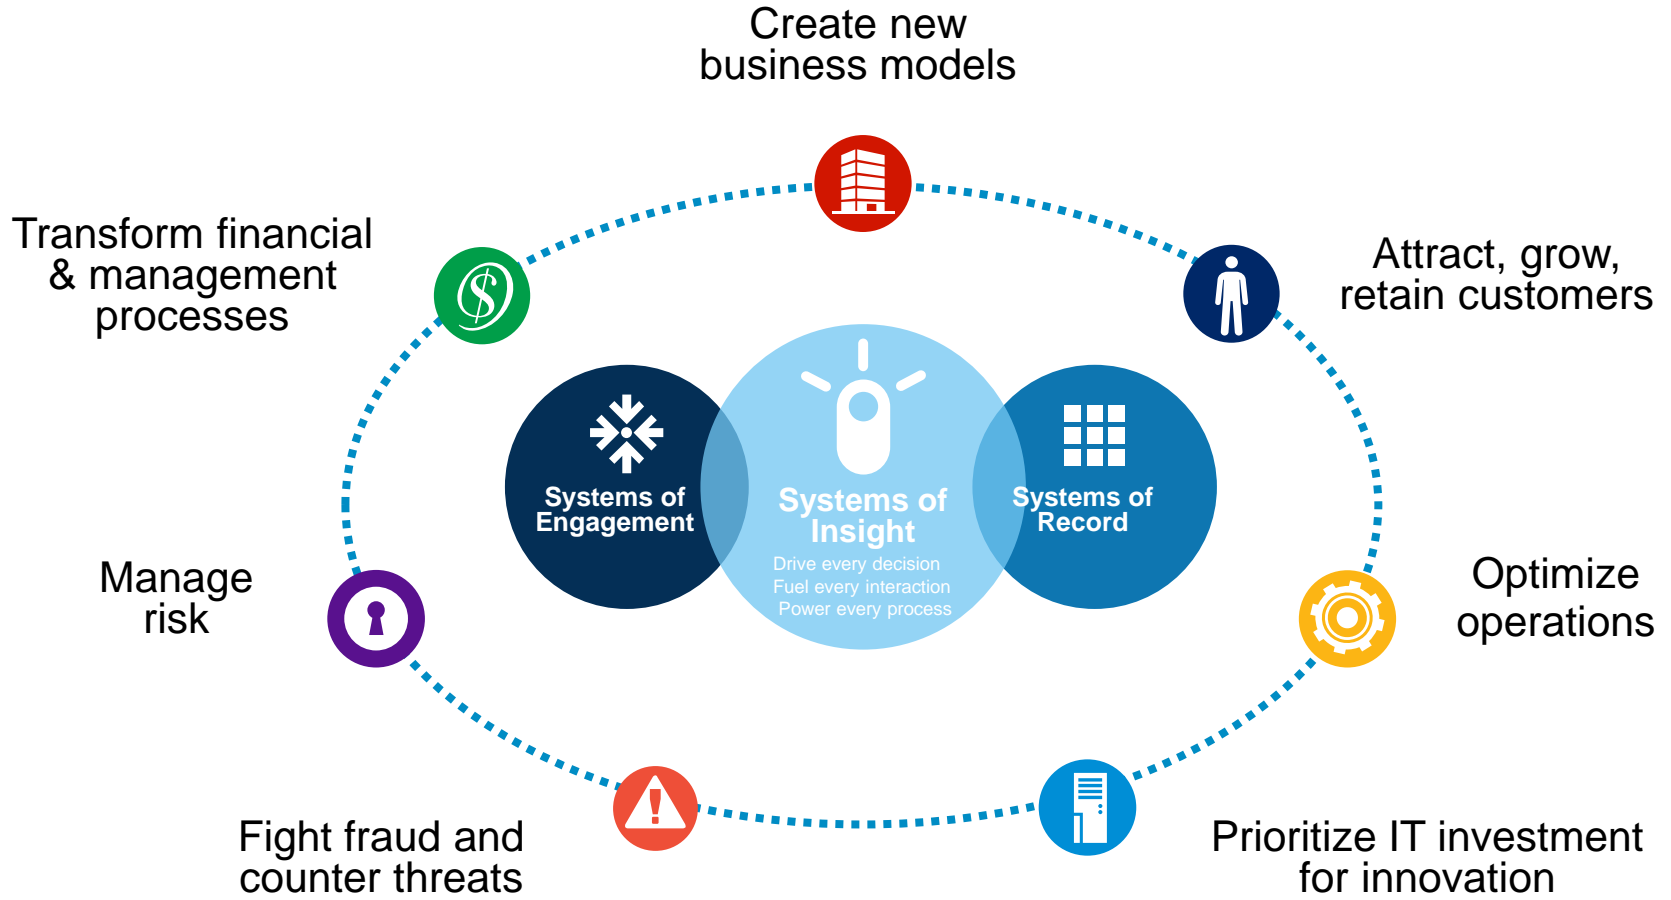 Create new
business models
Transform financial
& management
processes
Attract, grow,
retain customers
Systems of
Engagement
Systems of
Insight
Drive every decision
Fuel every interaction
Power every process
Systems of
Record
Manage
risk
Optimize
operations
Fight fraud and
counter threats
Prioritize IT investment
for innovation